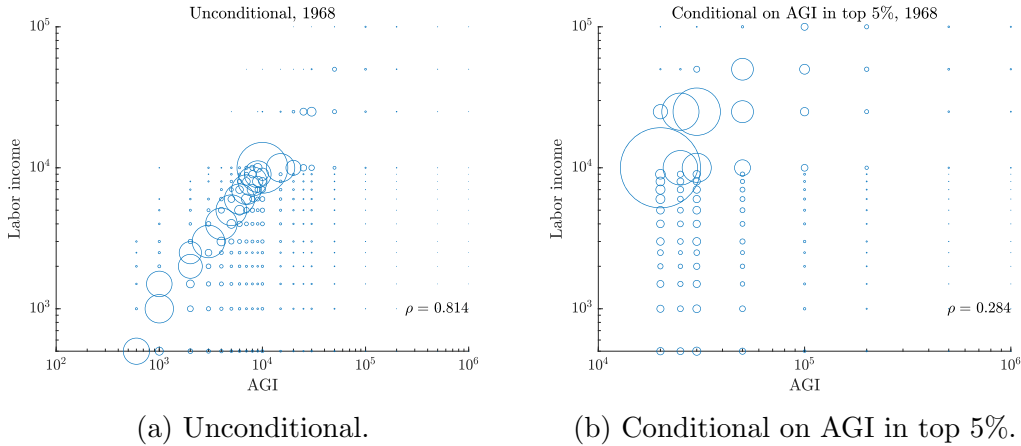 Unconditional, 1968
10^5
10^4
10^3
Labor income
ρ = 0.814
10^2 10^3 10^4 10^5 10^6
AGI
(a) Unconditional.
Conditional on AGI in top 5%, 1968
10^5
10^4
10^3
Labor income
ρ = 0.284
10^4 10^5 10^6
AGI
(b) Conditional on AGI in top 5%.